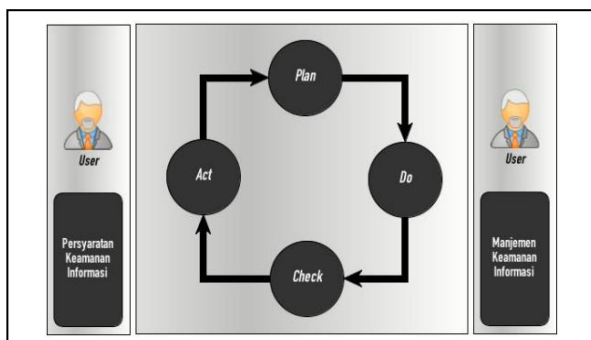 User
Persyaratan
Keamanan
Informasi
Plan
Do
Check
Act
User
Manjemen
Keamanan
Informasi